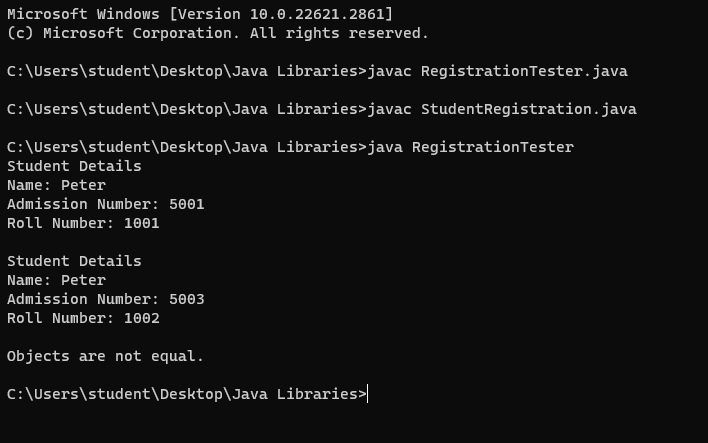 Microsoft Windows [Version 10.0.22621.2861]
(c) Microsoft Corporation. All rights reserved.
C:\Users\student\Desktop\Java Libraries>javac RegistrationTester.java
C:\Users\student\Desktop\Java Libraries>javac StudentRegistration.java
C:\Users\student\Desktop\Java Libraries>java RegistrationTester
Student Details
Name: Peter
Admission Number: 5001
Roll Number: 1001
Student Details
Name: Peter
Admission Number: 5003
Roll Number: 1002
Objects are not equal.
C:\Users\student\Desktop\Java Libraries>